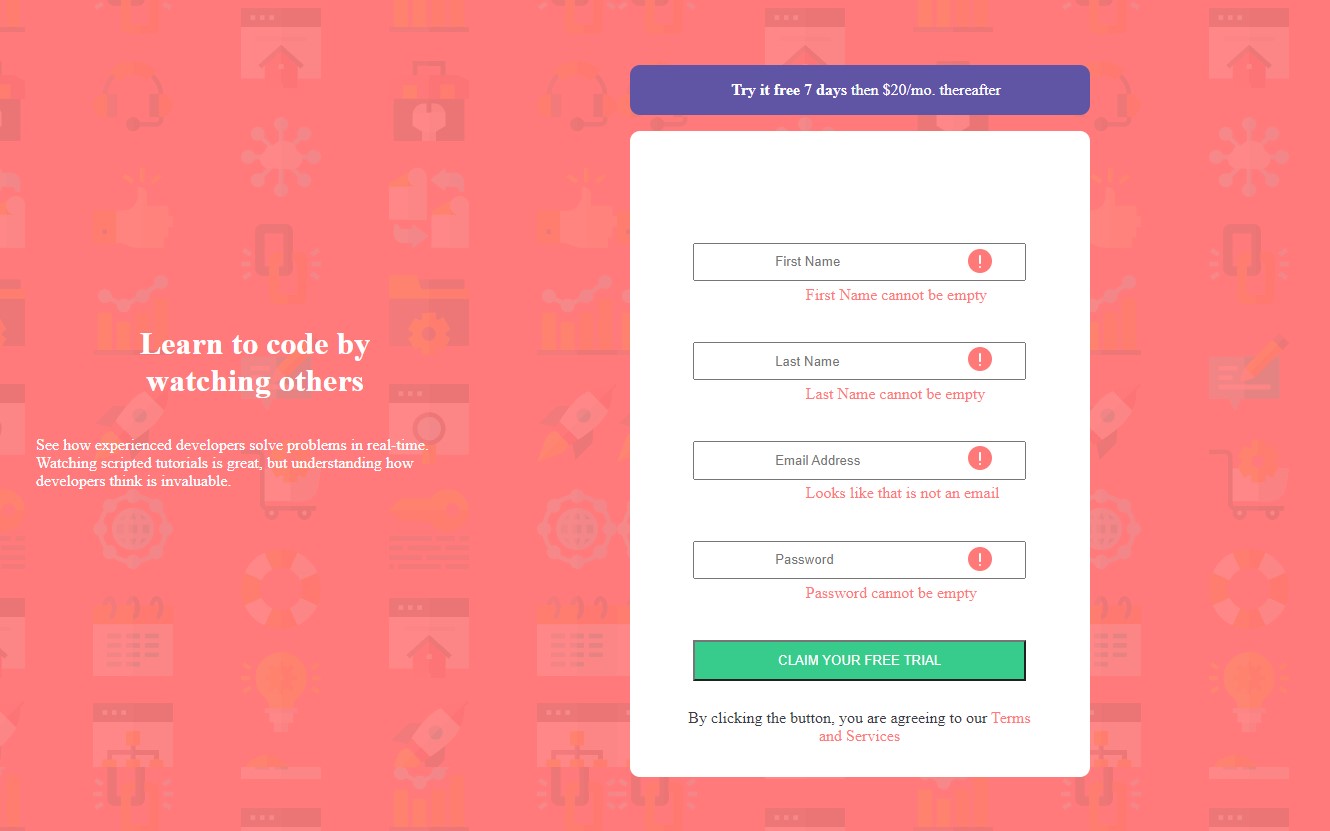 Try it free 7 days then $20/mo. thereafter
Learn to code by
watching others
See how experienced developers solve problems in real-time.
Watching scripted tutorials is great, but understanding how
developers think is invaluable.
First Name
!
First Name cannot be empty
Last Name
!
Last Name cannot be empty
Email Address
!
Looks like that is not an email
Password
!
Password cannot be empty
CLAIM YOUR FREE TRIAL
By clicking the button, you are agreeing to our Terms
and Services